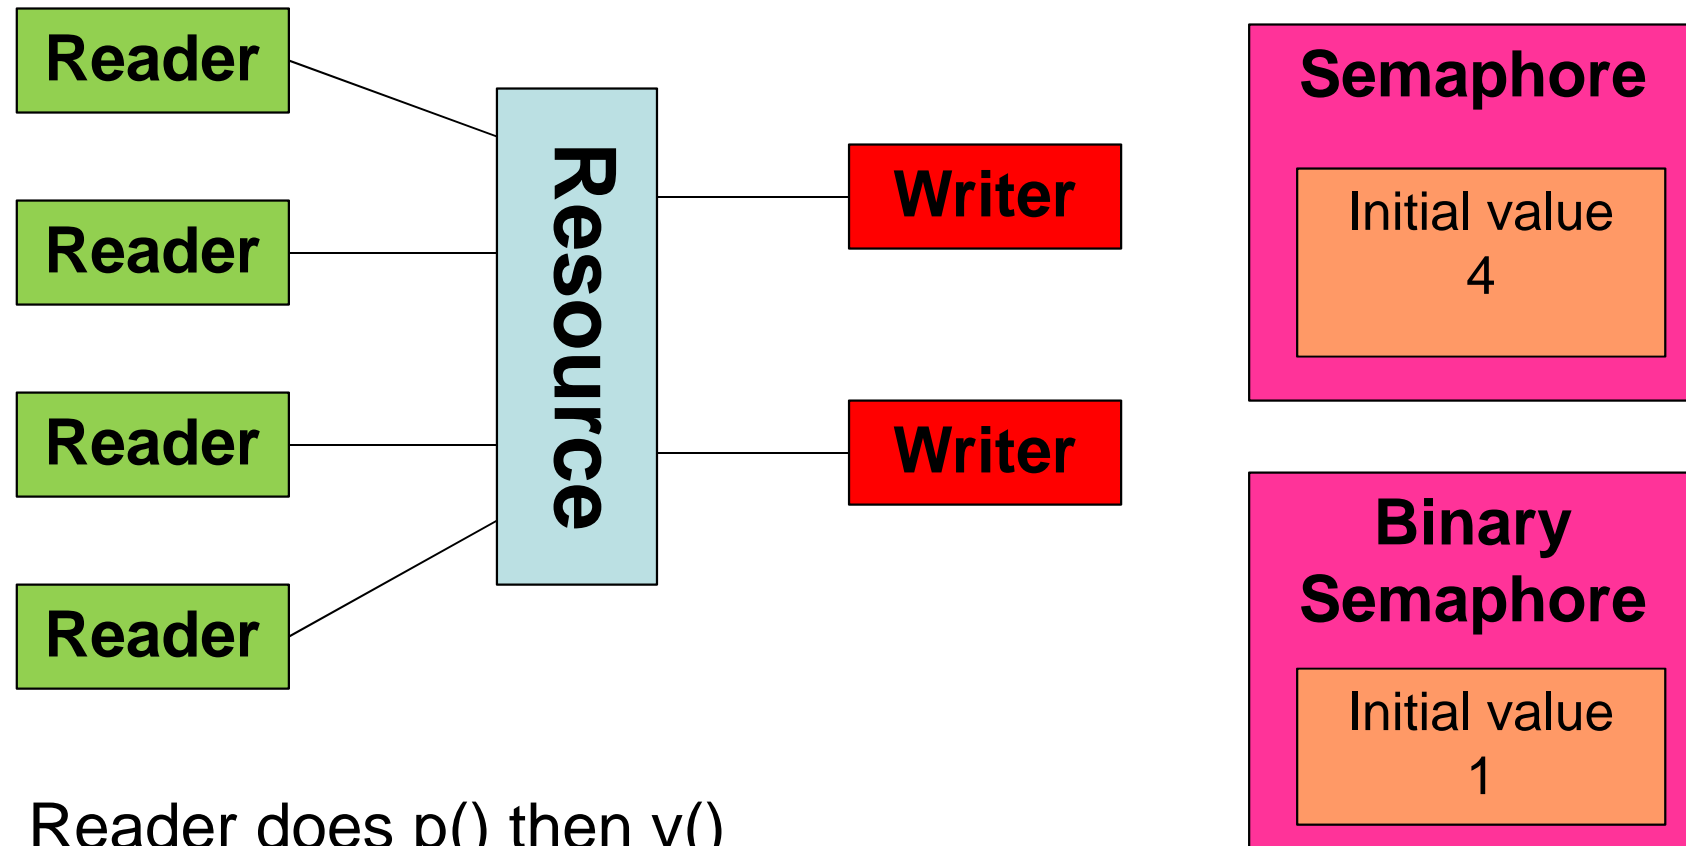 Reader
Reader
Reader
Reader
Resource
Writer
Writer
Semaphore
Initial value
4
Binary
Semaphore
Initial value
1
Reader does p() then v()